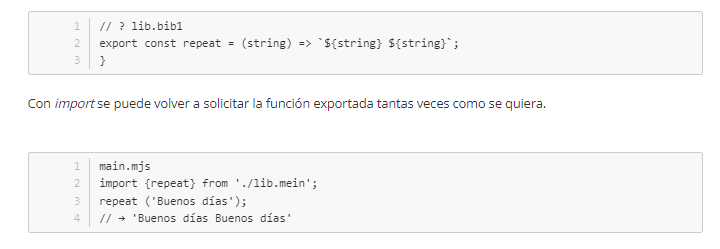 1 // ? lib.bib1
2 export const repeat = (string) => `${string} ${string}`;
3 }
Con import se puede volver a solicitar la función exportada tantas veces como se quiera.
1 main.mjs
2 import {repeat} from './lib.mein';
3 repeat ('Buenos días');
4 // → 'Buenos días Buenos días'